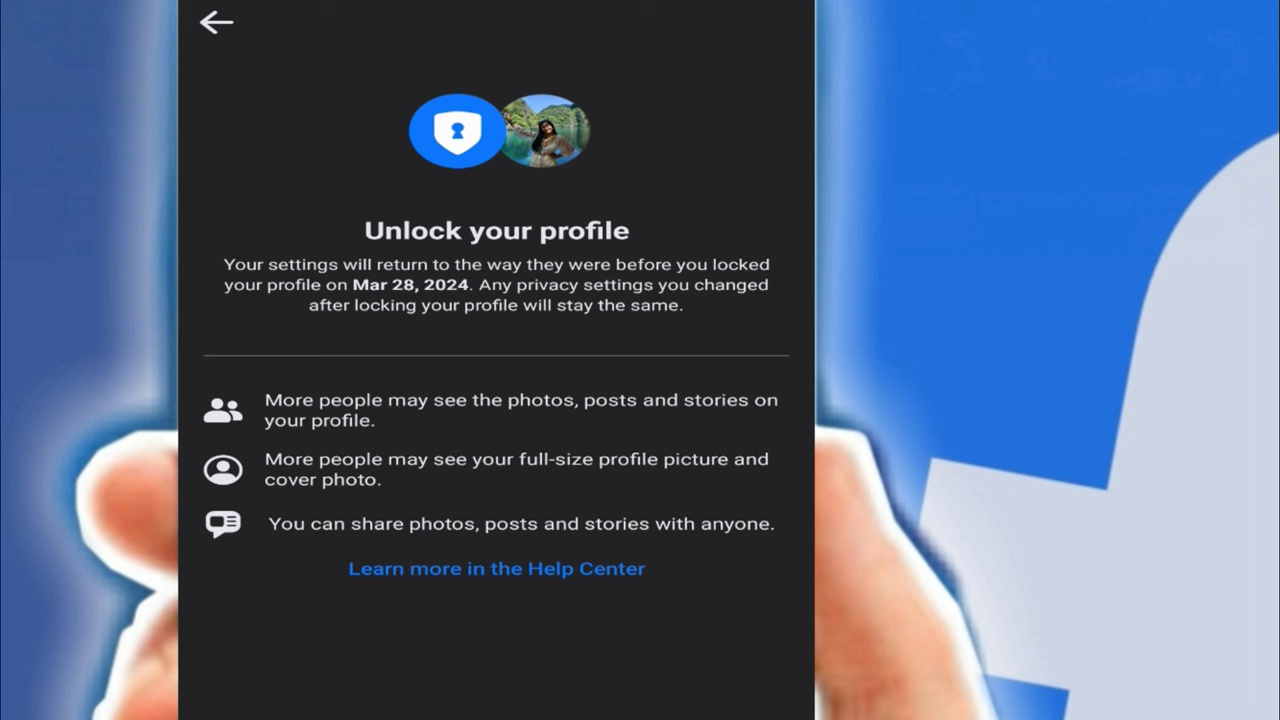 Unlock your profile
Your settings will return to the way they were before you locked
your profile on Mar 28, 2024. Any privacy settings you changed
after locking your profile will stay the same.
More people may see the photos, posts and stories on
your profile.
More people may see your full-size profile picture and
cover photo.
You can share photos, posts and stories with anyone.
Learn more in the Help Center